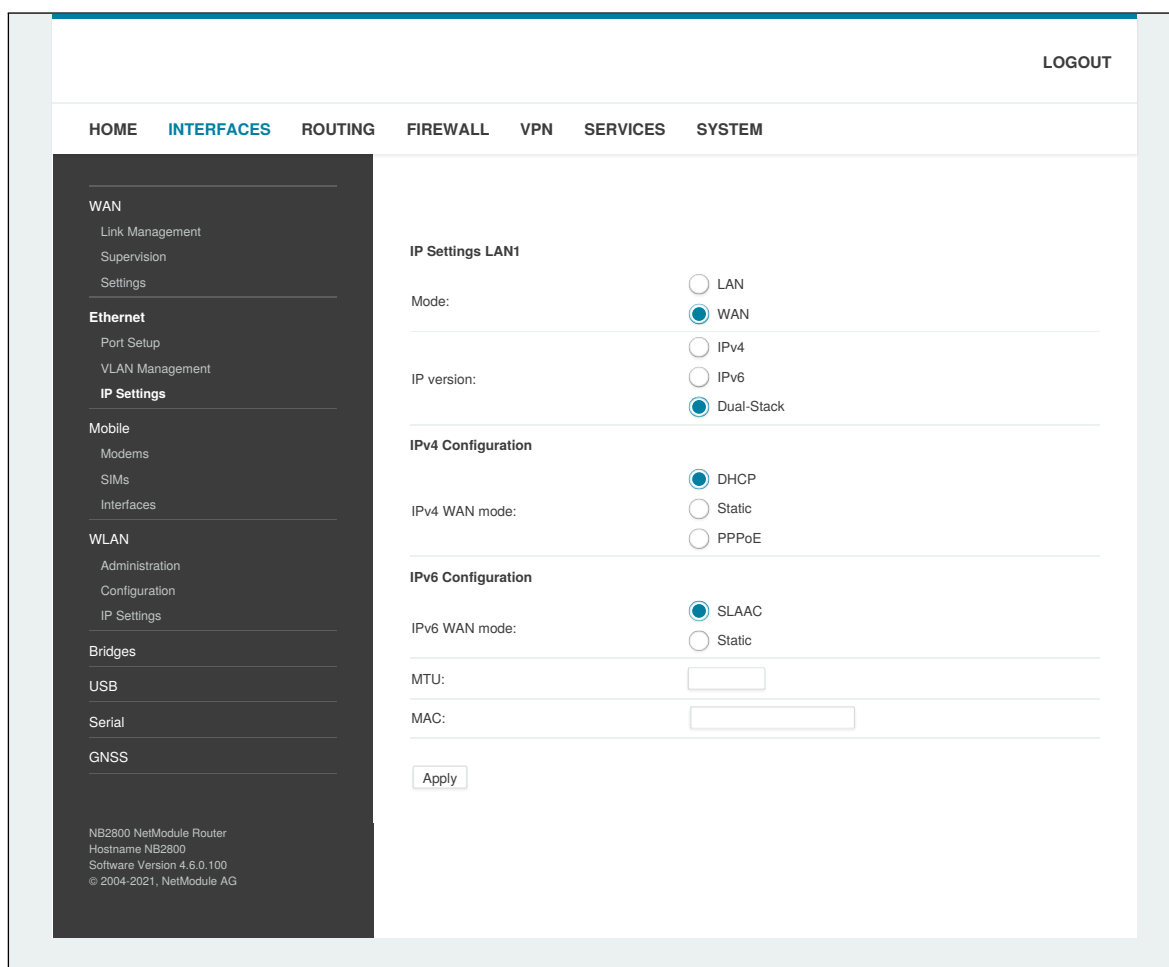 LOGOUT
HOME INTERFACES ROUTING FIREWALL VPN SERVICES SYSTEM
WAN
Link Management
Supervision
Settings
Ethernet
Port Setup
VLAN Management
IP Settings
Mobile
Modems
SIMs
Interfaces
WLAN
Administration
Configuration
IP Settings
Bridges
USB
Serial
GNSS
NB2800 NetModule Router
Hostname NB2800
Software Version 4.6.0.100
© 2004-2021, NetModule AG
IP Settings LAN1
Mode:
LAN
WAN
IP version:
IPv4
IPv6
Dual-Stack
IPv4 Configuration
IPv4 WAN mode:
DHCP
Static
PPPoE
IPv6 Configuration
IPv6 WAN mode:
SLAAC
Static
MTU:
MAC:
Apply